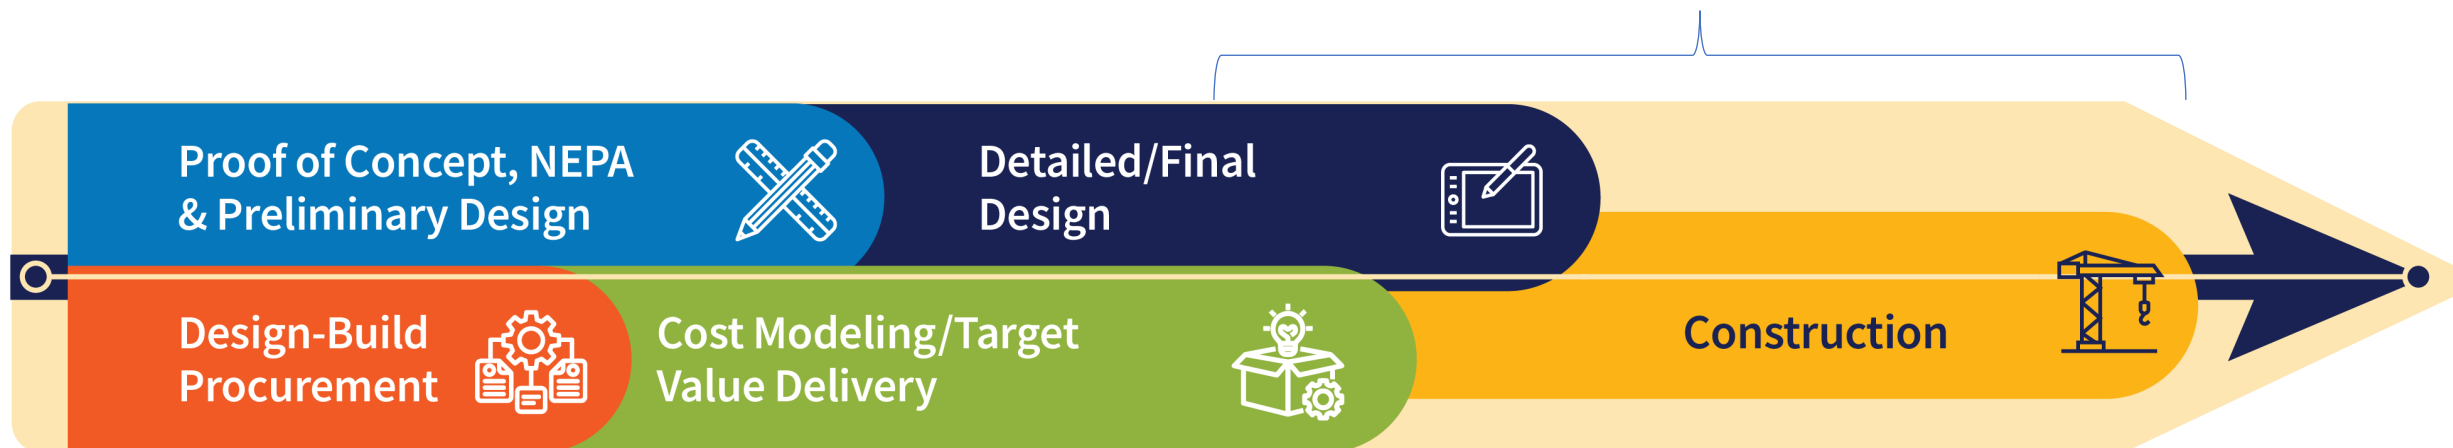 Proof of Concept, NEPA
& Preliminary Design
Detailed/Final
Design
Design-Build
Procurement
Cost Modeling/Target
Value Delivery
Construction